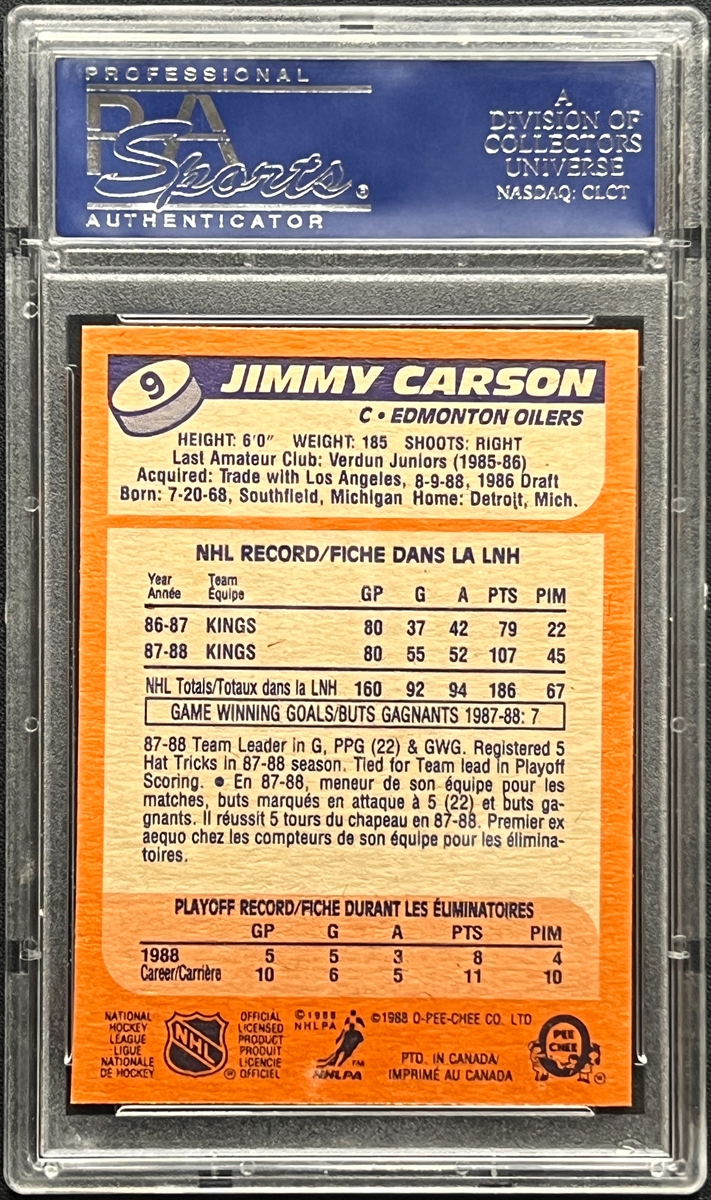 PROFESSIONAL
PSA
Sports®
AUTHENTICATOR
A
DIVISION OF
COLLECTORS
UNIVERSE
NASDAQ: CLCT
9
JIMMY CARSON
C • EDMONTON OILERS
HEIGHT: 6'0" WEIGHT: 185 SHOOTS: RIGHT
Last Amateur Club: Verdun Juniors (1985-86)
Acquired: Trade with Los Angeles, 8-9-88, 1986 Draft
Born: 7-20-68, Southfield, Michigan Home: Detroit, Mich.
NHL RECORD/FICHE DANS LA LNH
Year Team
Année Équipe GP G A PTS PIM
86-87 KINGS 80 37 42 79 22
87-88 KINGS 80 55 52 107 45
NHL Totals/Totaux dans la LNH 160 92 94 186 67
GAME WINNING GOALS/BUTS GAGNANTS 1987-88: 7
87-88 Team Leader in G, PPG (22) & GWG. Registered 5
Hat Tricks in 87-88 season. Tied for Team lead in Playoff
Scoring. • En 87-88, meneur de son équipe pour les
matches, buts marqués en attaque à 5 (22) et buts ga-
gnants. Il réussit 5 tours du chapeau en 87-88. Premier ex
aequo chez les compteurs de son équipe pour les élimina-
toires.
PLAYOFF RECORD/FICHE DURANT LES ÉLIMINATOIRES
GP G A PTS PIM
1988 5 5 3 8 4
Career/Carrière 10 6 5 11 10
NATIONAL
HOCKEY
LEAGUE
LIGUE
NATIONALE
DE HOCKEY
NHL
OFFICIAL
LICENSED
PRODUCT
PRODUIT
LICENCIE
OFFICIEL
©1988
NHLPA
NHLPA
©1988 O-PEE-CHEE CO. LTD
PTD. IN CANADA/
IMPRIMÉ AU CANADA
O
PEE
CHEE